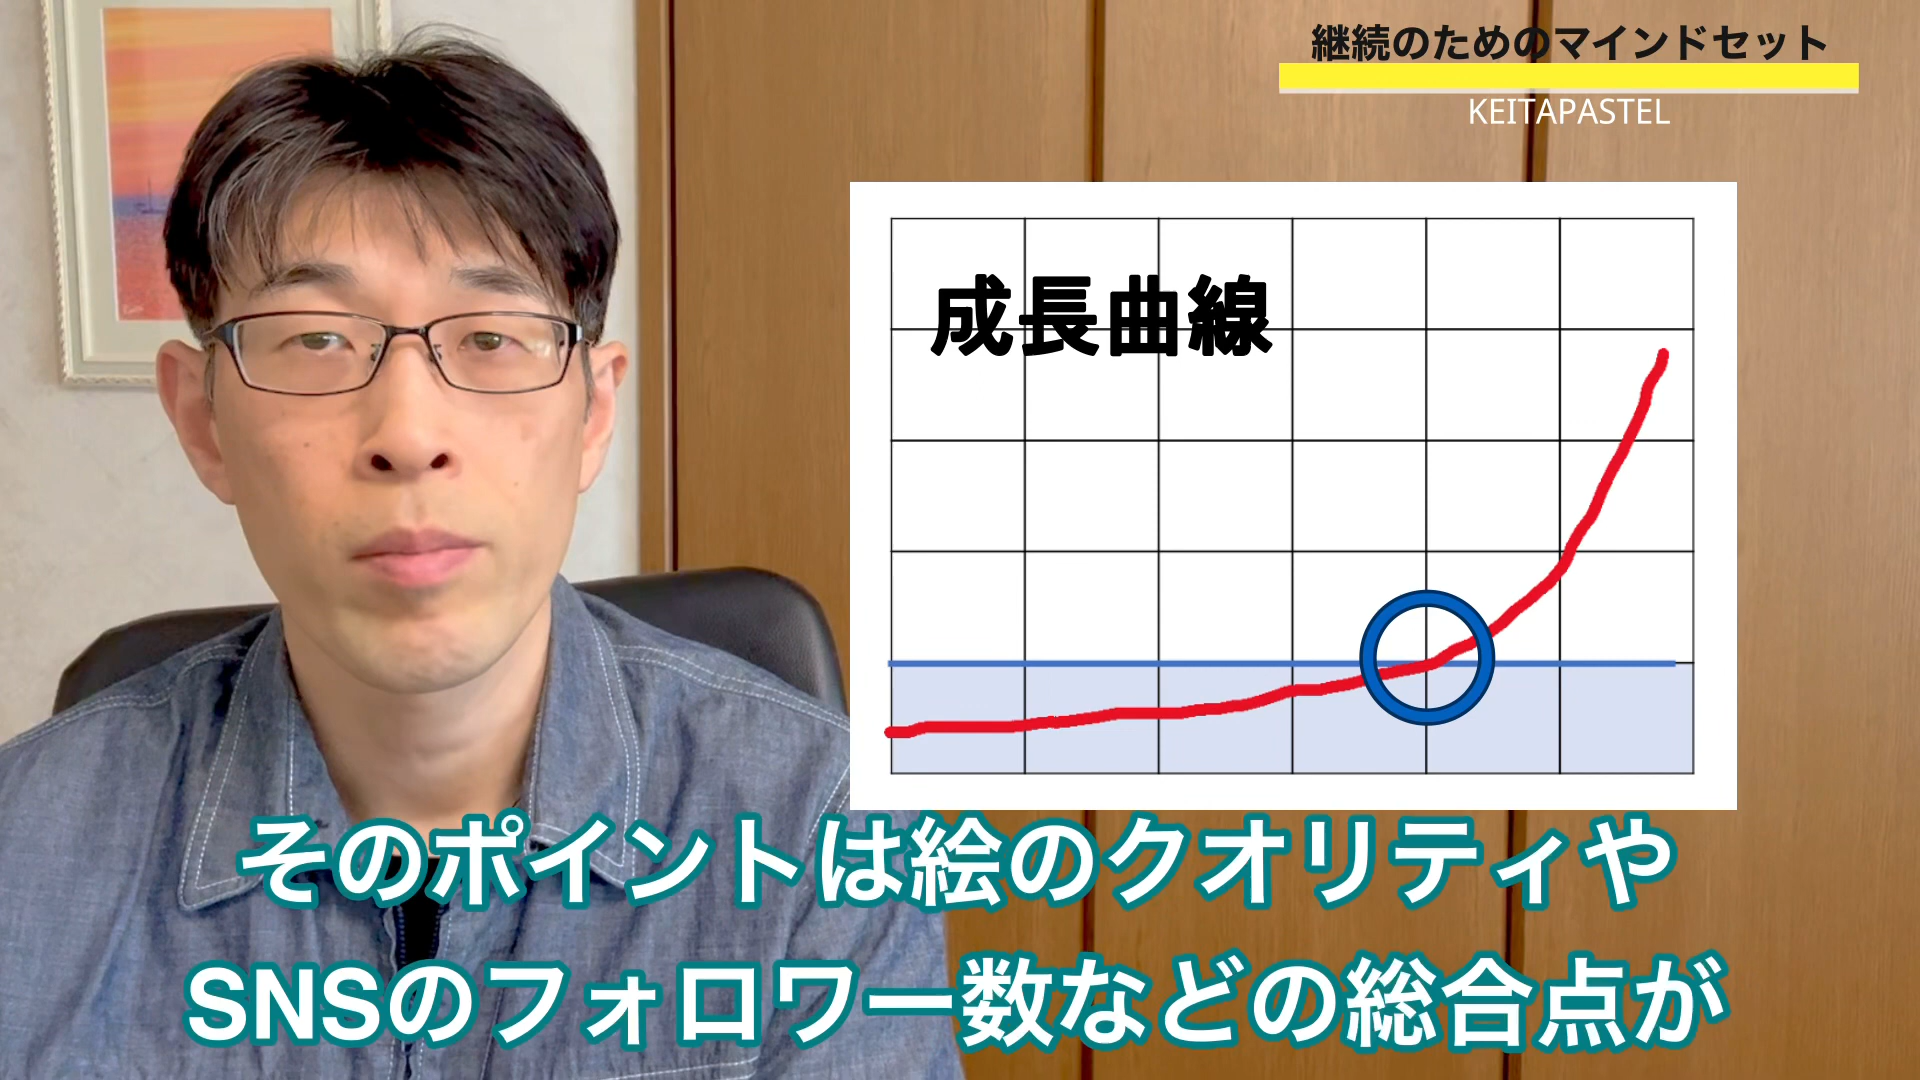 継続のためのマインドセット
KEITAPASTEL
成長曲線
そのポイントは絵のクオリティや
SNSのフォロワー数などの総合点が